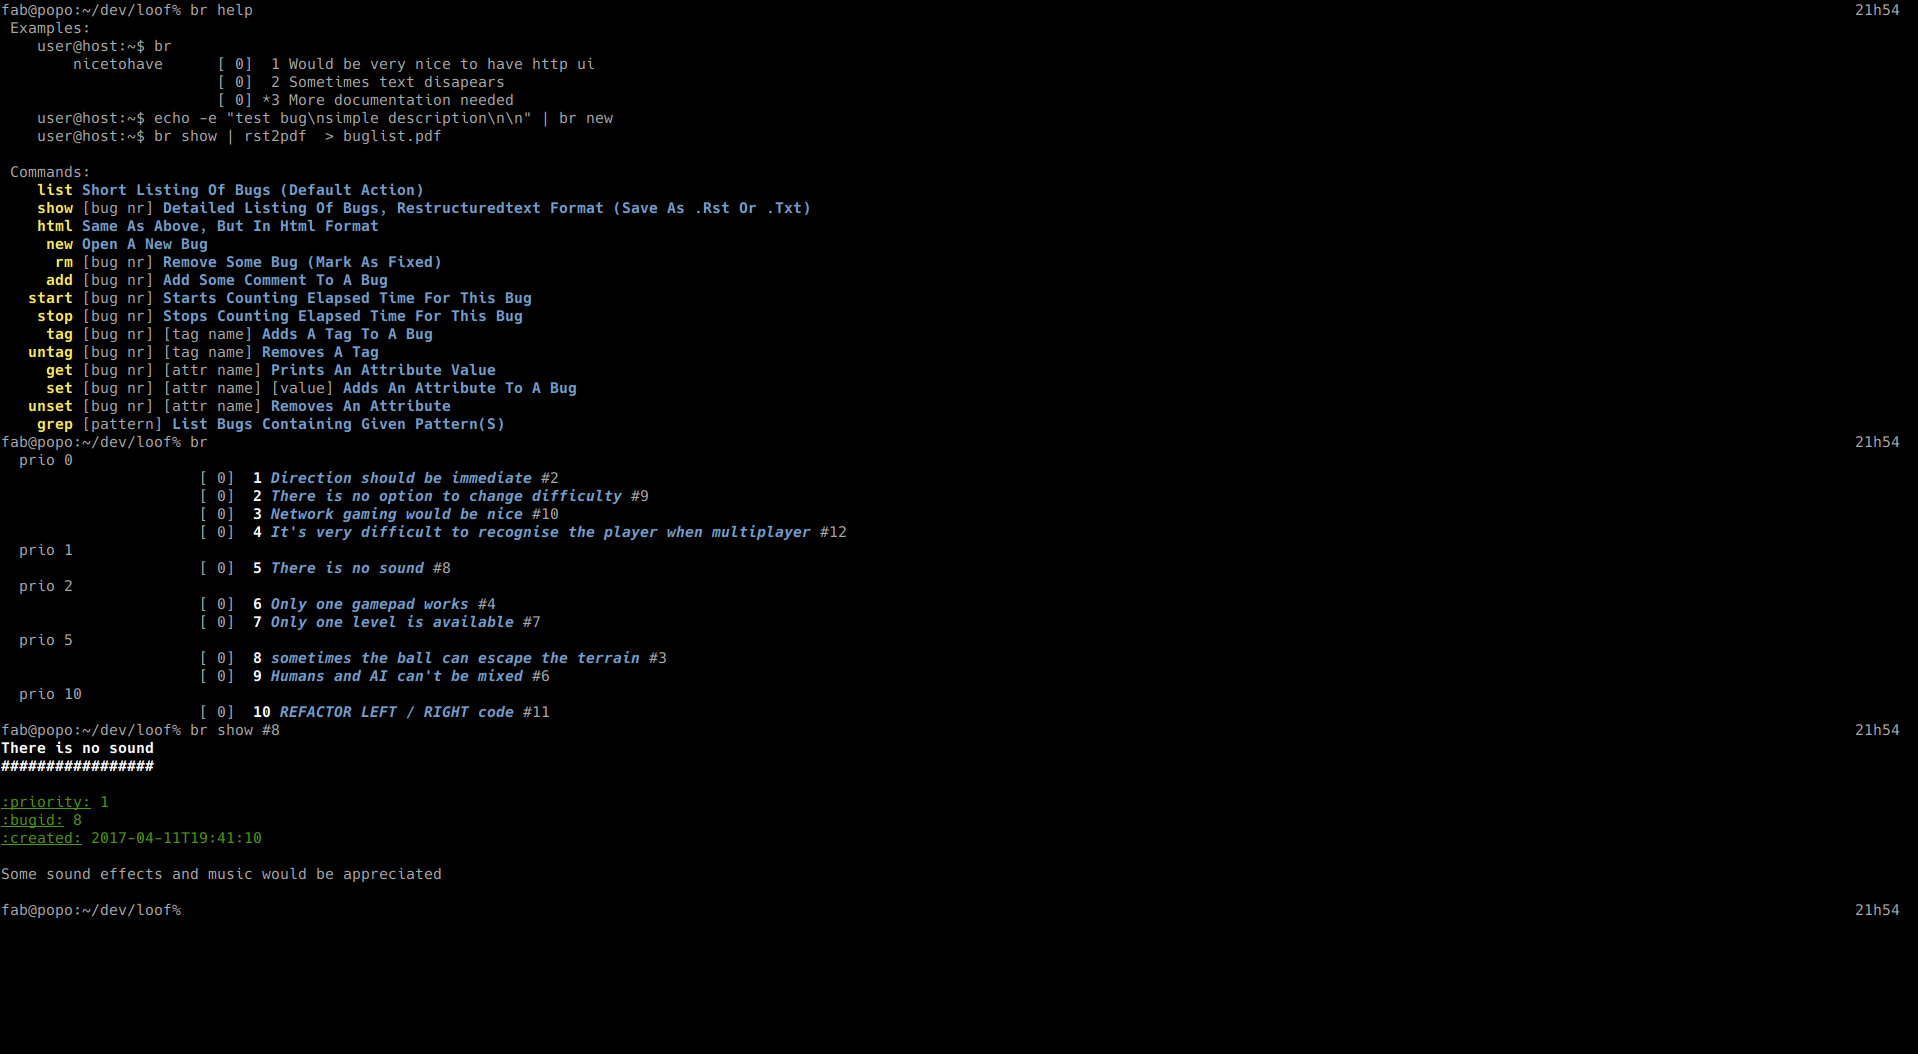 fab@popo:~/dev/loof% br help 21h54
Examples:
user@host:~$ br
nicetohave [ 0] 1 Would be very nice to have http ui
[ 0] 2 Sometimes text disapears
[ 0] *3 More documentation needed
user@host:~$ echo -e "test bug\nsimple description\n\n" | br new
user@host:~$ br show | rst2pdf > buglist.pdf
Commands:
list Short Listing Of Bugs (Default Action)
show [bug nr] Detailed Listing Of Bugs, Restructuredtext Format (Save As .Rst Or .Txt)
html Same As Above, But In Html Format
new Open A New Bug
rm [bug nr] Remove Some Bug (Mark As Fixed)
add [bug nr] Add Some Comment To A Bug
start [bug nr] Starts Counting Elapsed Time For This Bug
stop [bug nr] Stops Counting Elapsed Time For This Bug
tag [bug nr] [tag name] Adds A Tag To A Bug
untag [bug nr] [tag name] Removes A Tag
get [bug nr] [attr name] Prints An Attribute Value
set [bug nr] [attr name] [value] Adds An Attribute To A Bug
unset [bug nr] [attr name] Removes An Attribute
grep [pattern] List Bugs Containing Given Pattern(S)
fab@popo:~/dev/loof% br 21h54
prio 0
[ 0] 1 Direction should be immediate #2
[ 0] 2 There is no option to change difficulty #9
[ 0] 3 Network gaming would be nice #10
[ 0] 4 It's very difficult to recognise the player when multiplayer #12
prio 1
[ 0] 5 There is no sound #8
prio 2
[ 0] 6 Only one gamepad works #4
[ 0] 7 Only one level is available #7
prio 5
[ 0] 8 sometimes the ball can escape the terrain #3
[ 0] 9 Humans and AI can't be mixed #6
prio 10
[ 0] 10 REFACTOR LEFT / RIGHT code #11
fab@popo:~/dev/loof% br show #8 21h54
There is no sound
#################
:priority: 1
:bugid: 8
:created: 2017-04-11T19:41:10
Some sound effects and music would be appreciated
fab@popo:~/dev/loof% 21h54